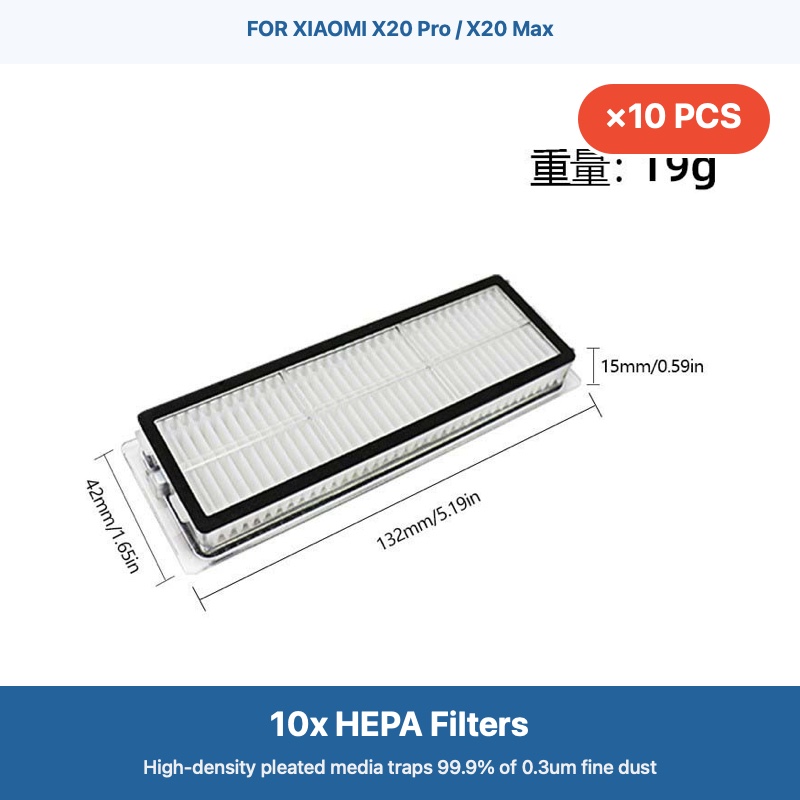 FOR XIAOMI X20 Pro / X20 Max
×10 PCS
重量：19g
15mm/0.59in
42mm/1.65in
132mm/5.19in
10x HEPA Filters
High-density pleated media traps 99.9% of 0.3um fine dust